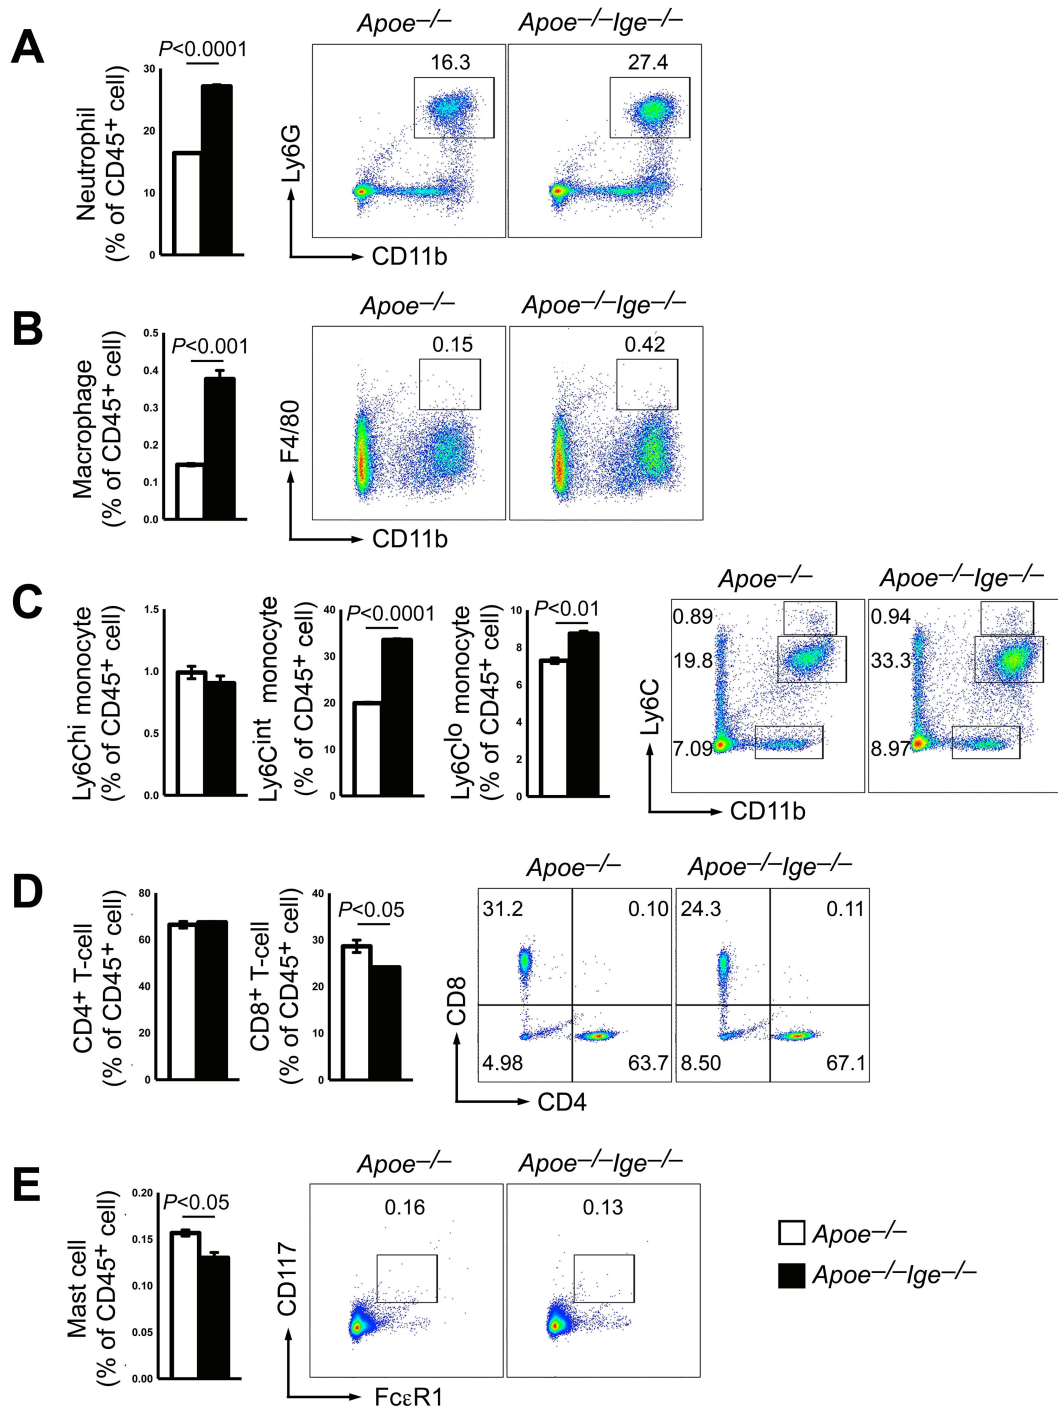 A
P<0.0001
Neutrophil
(% of CD45+ cell)
30
20
10
0
Apoe–/–
Apoe–/–Ige–/–
16.3
27.4
Ly6G
CD11b
B
P<0.001
Macrophage
(% of CD45+ cell)
0.5
0.4
0.3
0.2
0.1
0.0
Apoe–/–
Apoe–/–Ige–/–
0.15
0.42
F4/80
CD11b
C
Ly6Chi monocyte
(% of CD45+ cell)
1.5
1.0
0.5
0.0
Ly6Cint monocyte
(% of CD45+ cell)
P<0.0001
40
30
20
10
0
Ly6Clo monocyte
(% of CD45+ cell)
P<0.01
10
8
6
4
2
0
Apoe–/–
Apoe–/–Ige–/–
0.89
19.8
7.09
0.94
33.3
8.97
Ly6C
CD11b
D
CD4+ T-cell
(% of CD45+ cell)
80
60
40
20
0
CD8+ T-cell
(% of CD45+ cell)
P<0.05
40
30
20
10
0
Apoe–/–
Apoe–/–Ige–/–
31.2
0.10
4.98
63.7
24.3
0.11
8.50
67.1
CD8
CD4
E
P<0.05
Mast cell
(% of CD45+ cell)
0.20
0.15
0.10
0.05
0.00
Apoe–/–
Apoe–/–Ige–/–
0.16
0.13
CD117
FcεR1
Apoe–/–
Apoe–/–Ige–/–